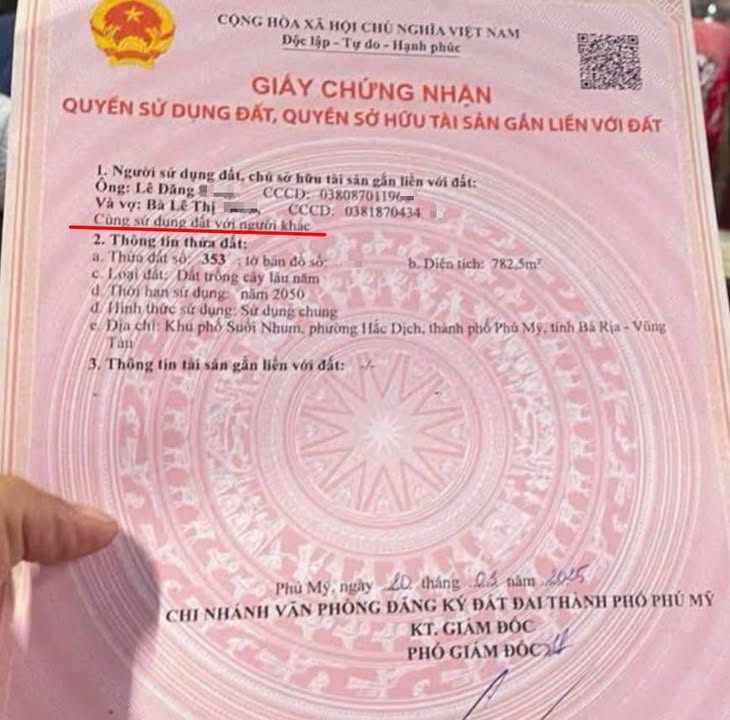 CỘNG HÒA XÃ HỘI CHỦ NGHĨA VIỆT NAM
Độc lập - Tự do - Hạnh phúc
GIẤY CHỨNG NHẬN
QUYỀN SỬ DỤNG ĐẤT, QUYỀN SỞ HỮU TÀI SẢN GẮN LIỀN VỚI ĐẤT
1. Người sử dụng đất, chủ sở hữu tài sản gắn liền với đất:
Ông: Lê Đăng CCCD: 0380870119
Và vợ: Bà Lê Thị CCCD: 0381870434
Cùng sử dụng đất với người khác
2. Thông tin thửa đất:
a. Thửa đất số: 353 ; tờ bản đồ số: b. Diện tích: 782,5m²
c. Loại đất: Đất trồng cây lâu năm
d. Thời hạn sử dụng: năm 2050
đ. Hình thức sử dụng: Sử dụng chung
e. Địa chỉ: Khu phố Suối Nhum, phường Hắc Dịch, thành phố Phú Mỹ, tỉnh Bà Rịa - Vũng
Tàu
3. Thông tin tài sản gắn liền với đất: -/-
Phú Mỹ, ngày 20 tháng 03 năm 2025
CHI NHÁNH VĂN PHÒNG ĐĂNG KÝ ĐẤT ĐAI THÀNH PHỐ PHÚ MỸ
KT. GIÁM ĐỐC
PHÓ GIÁM ĐỐC